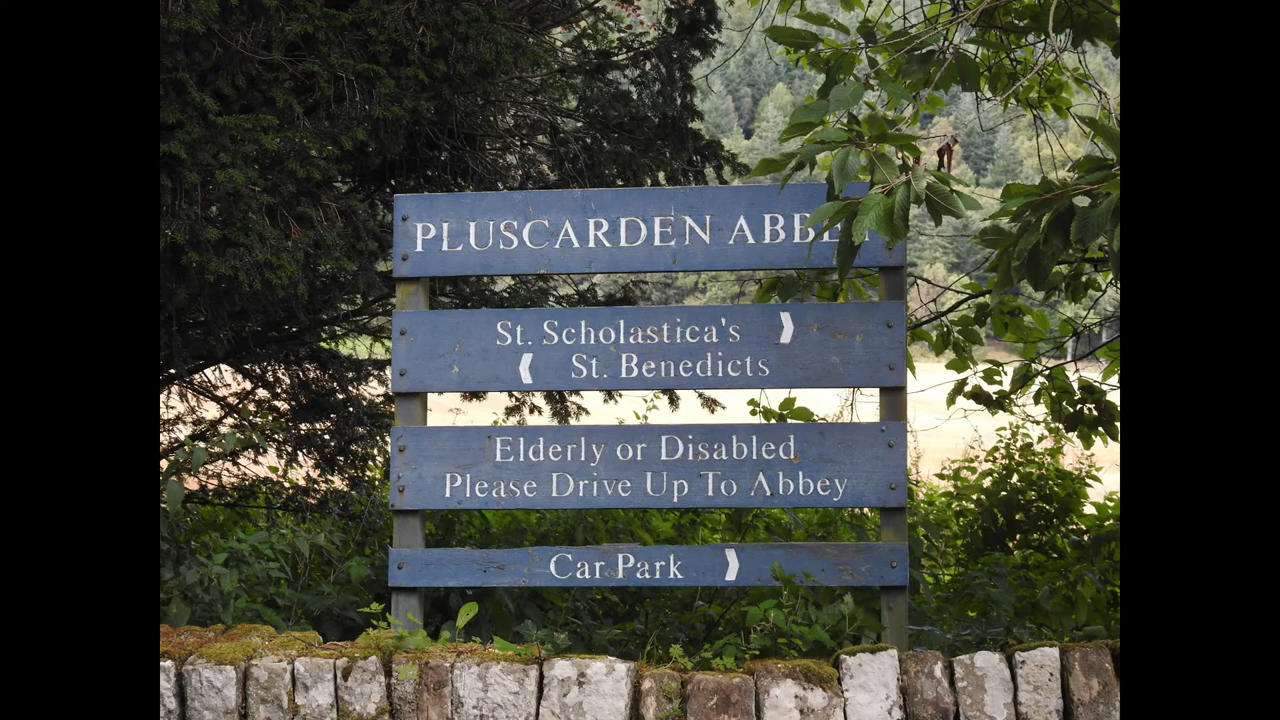 PLUSCARDEN ABBE
St. Scholastica's
St. Benedicts
Elderly or Disabled
Please Drive Up To Abbey
Car Park